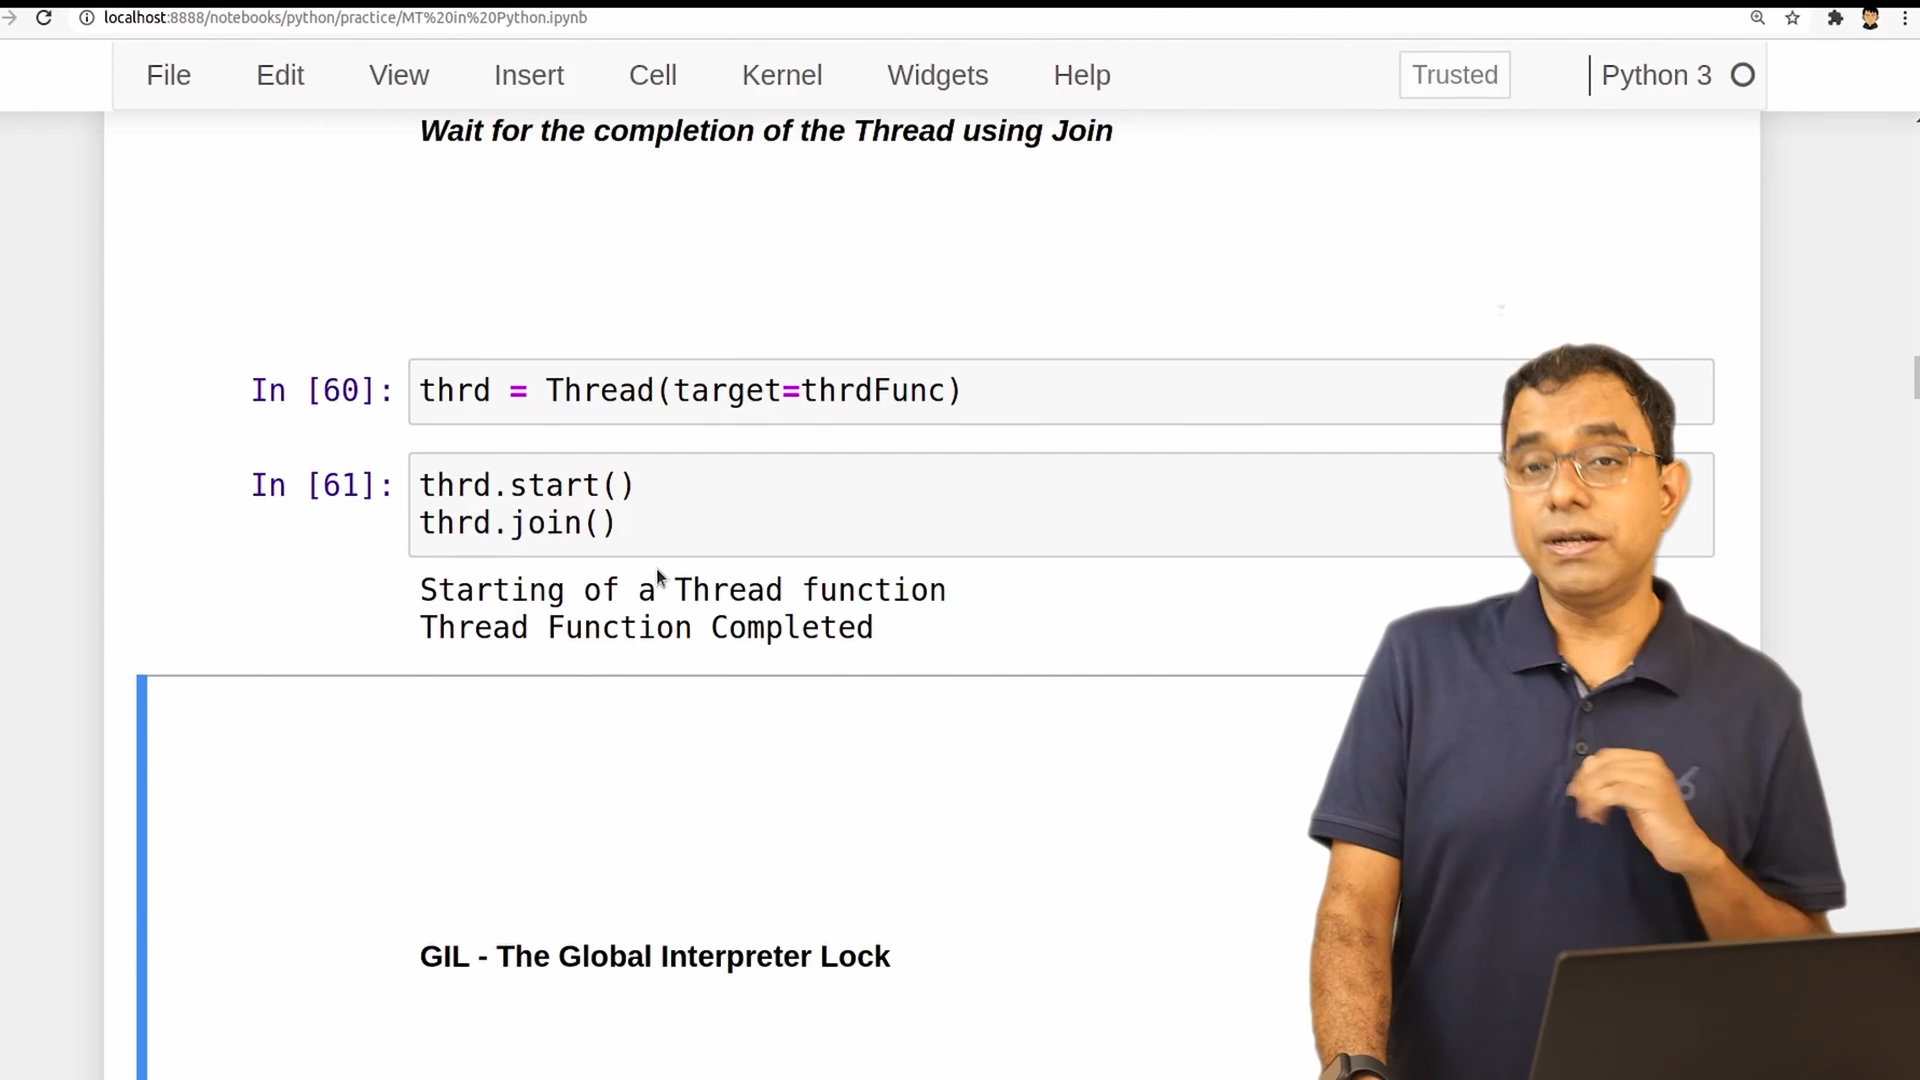 localhost:8888/notebooks/python/practice/MT%20in%20Python.ipynb
File Edit View Insert Cell Kernel Widgets Help Trusted Python 3
Wait for the completion of the Thread using Join
In [60]: thrd = Thread(target=thrdFunc)
In [61]: thrd.start()
thrd.join()
Starting of a Thread function
Thread Function Completed
GIL - The Global Interpreter Lock